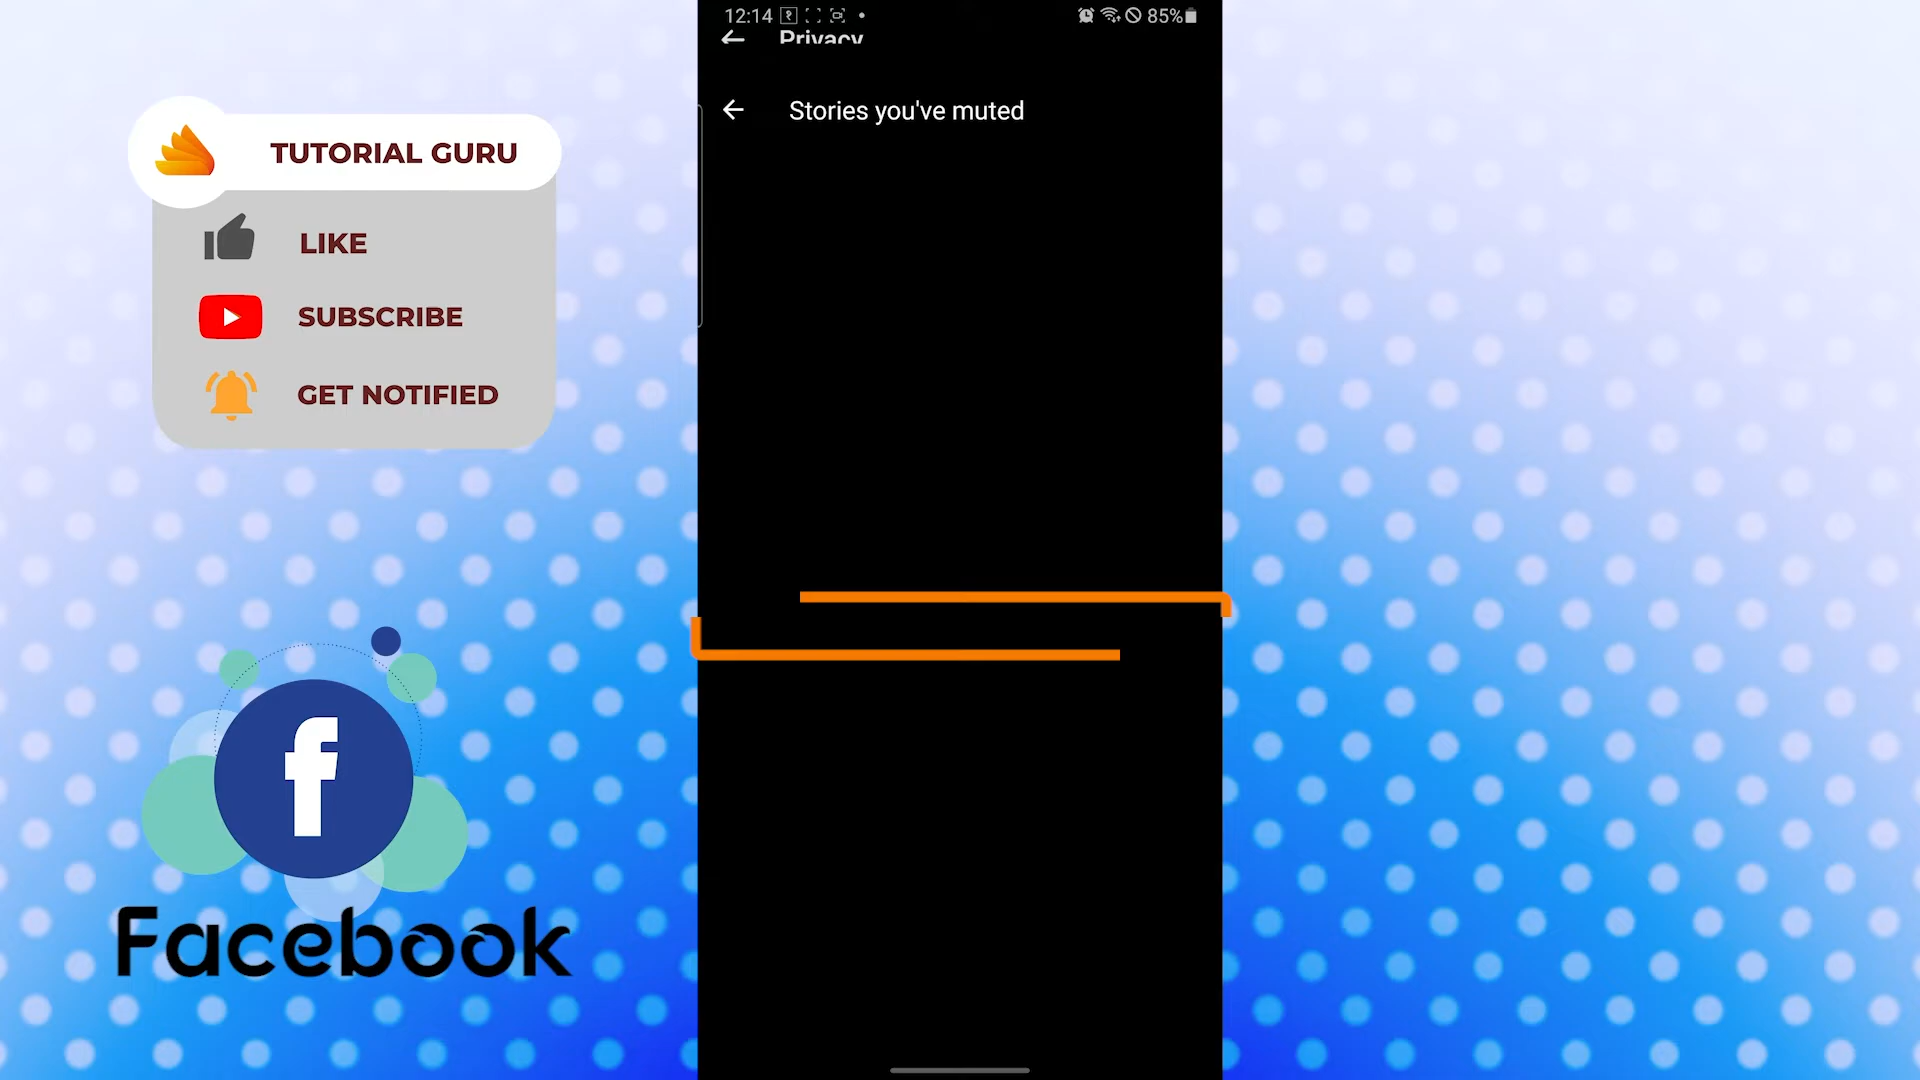 TUTORIAL GURU
LIKE
SUBSCRIBE
GET NOTIFIED
Facebook
12:14
85%
Privacy
Stories you've muted